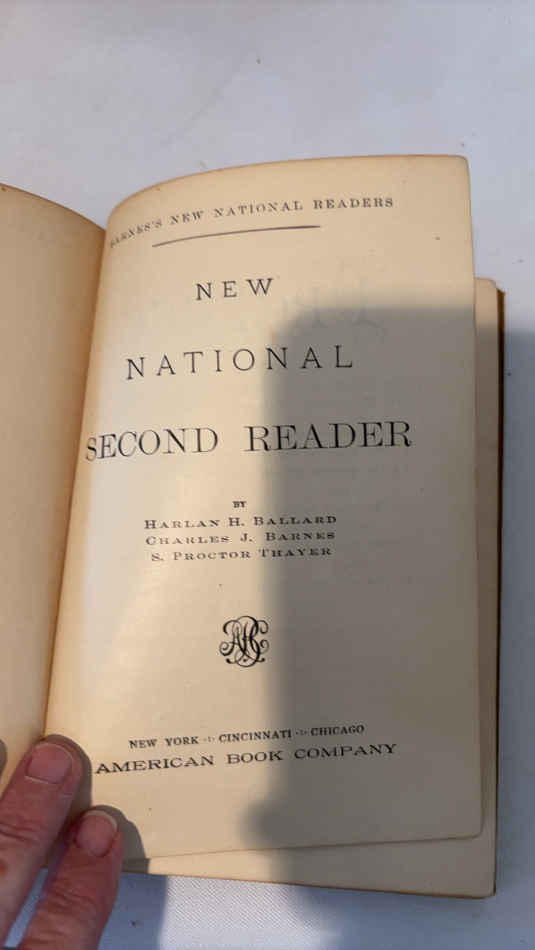 BARNES'S NEW NATIONAL READERS
NEW
NATIONAL
SECOND READER
BY
HARLAN H. BALLARD
CHARLES J. BARNES
S. PROCTOR THAYER
ABC
NEW YORK CINCINNATI CHICAGO
AMERICAN BOOK COMPANY